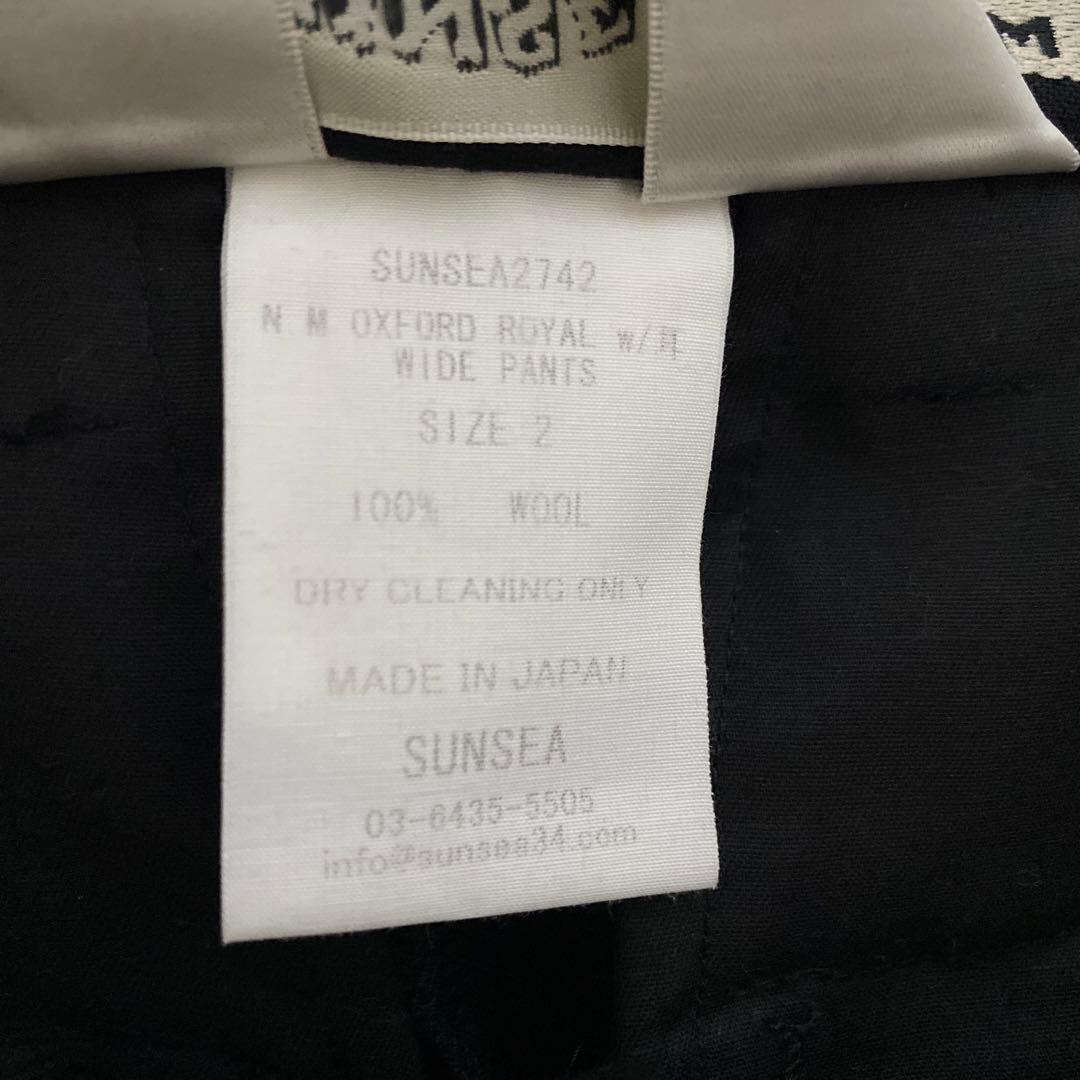 SUNSEA2742
N M OXFORD ROYAL w/耳
WIDE PANTS
SIZE 2
100% WOOL
DRY CLEANING ONLY
MADE IN JAPAN
SUNSEA
03-6435-5505
info@sunsea34.com